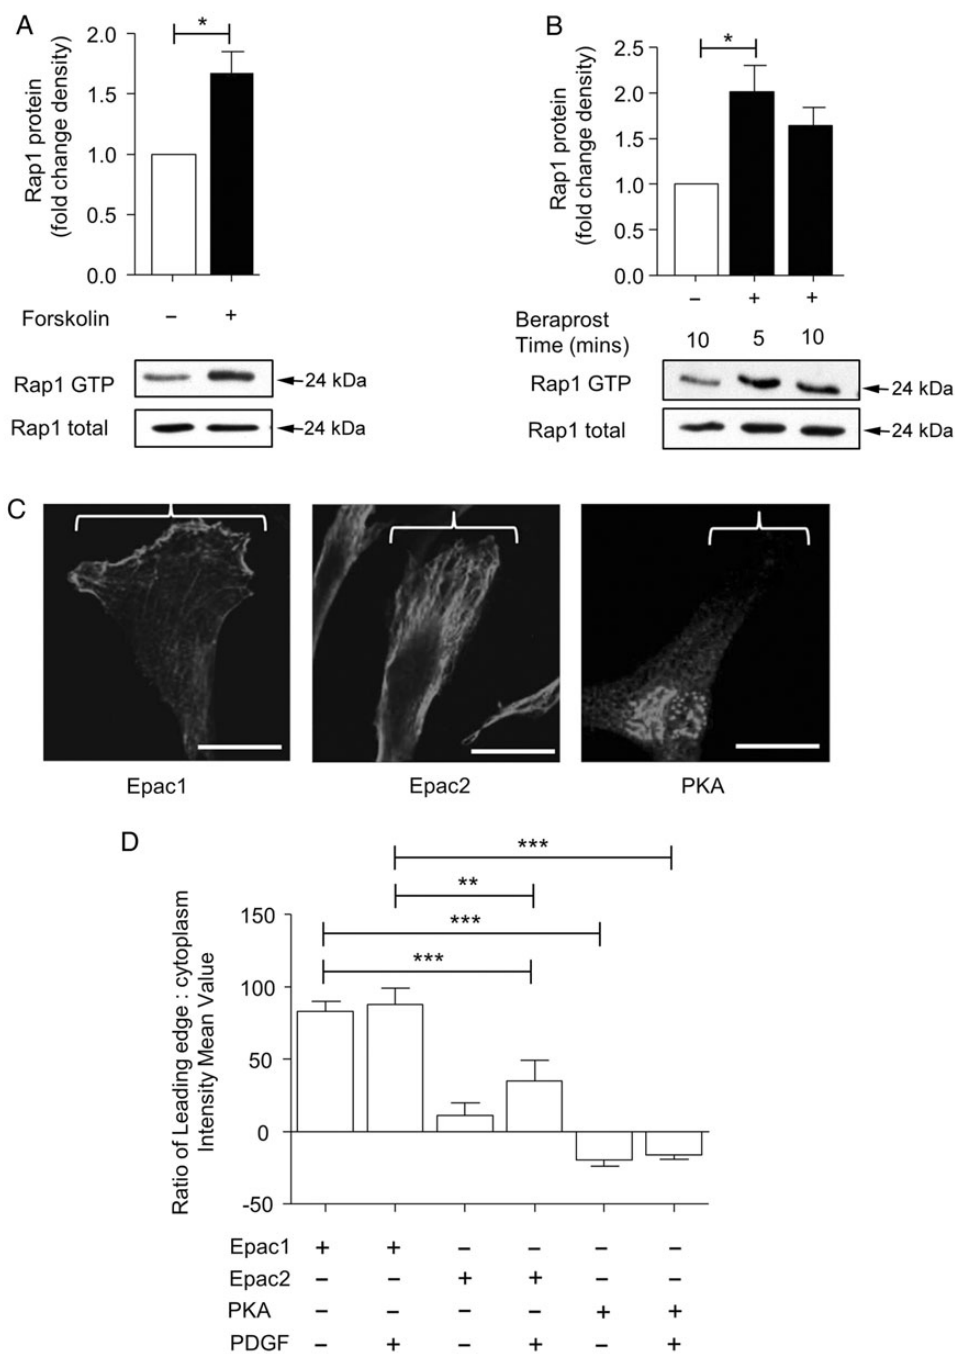 A
*
Rap1 protein
(fold change density)
2.0
1.5
1.0
0.5
0.0
Forskolin – +
Rap1 GTP 24 kDa
Rap1 total 24 kDa
B
*
Rap1 protein
(fold change density)
2.5
2.0
1.5
1.0
0.5
0.0
– + +
Beraprost
Time (mins) 10 5 10
Rap1 GTP 24 kDa
Rap1 total 24 kDa
C
Epac1 Epac2 PKA
D
***
**
***
***
Ratio of Leading edge : cytoplasm
Intensity Mean Value
150
100
50
0
-50
Epac1 + + – – – –
Epac2 – – + + – –
PKA – – – – + +
PDGF – + – + – +